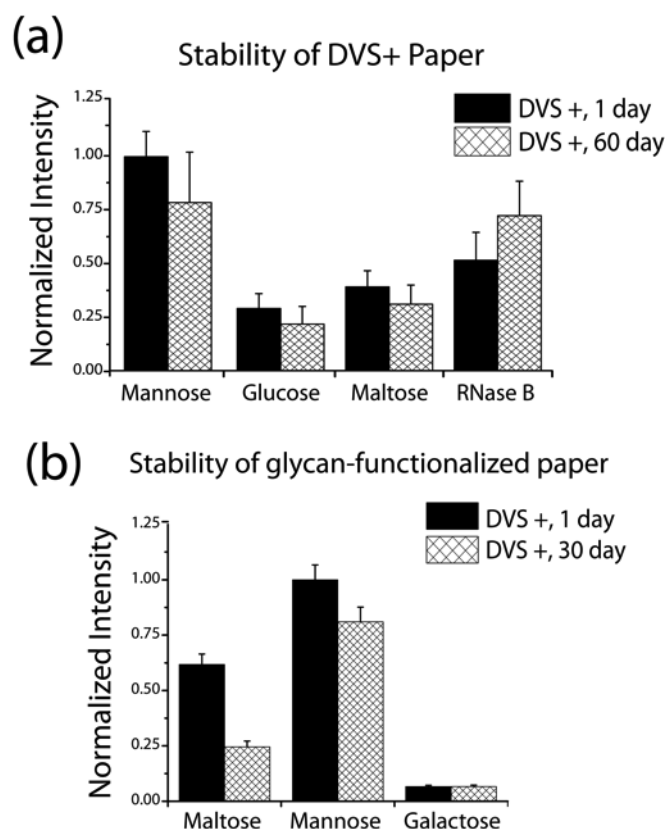 (a)
Stability of DVS+ Paper
Normalized Intensity
1.25
1.00
0.75
0.50
0.25
0.00
DVS +, 1 day
DVS +, 60 day
Mannose Glucose Maltose RNase B
(b)
Stability of glycan-functionalized paper
Normalized Intensity
1.25
1.00
0.75
0.50
0.25
0.00
DVS +, 1 day
DVS +, 30 day
Maltose Mannose Galactose